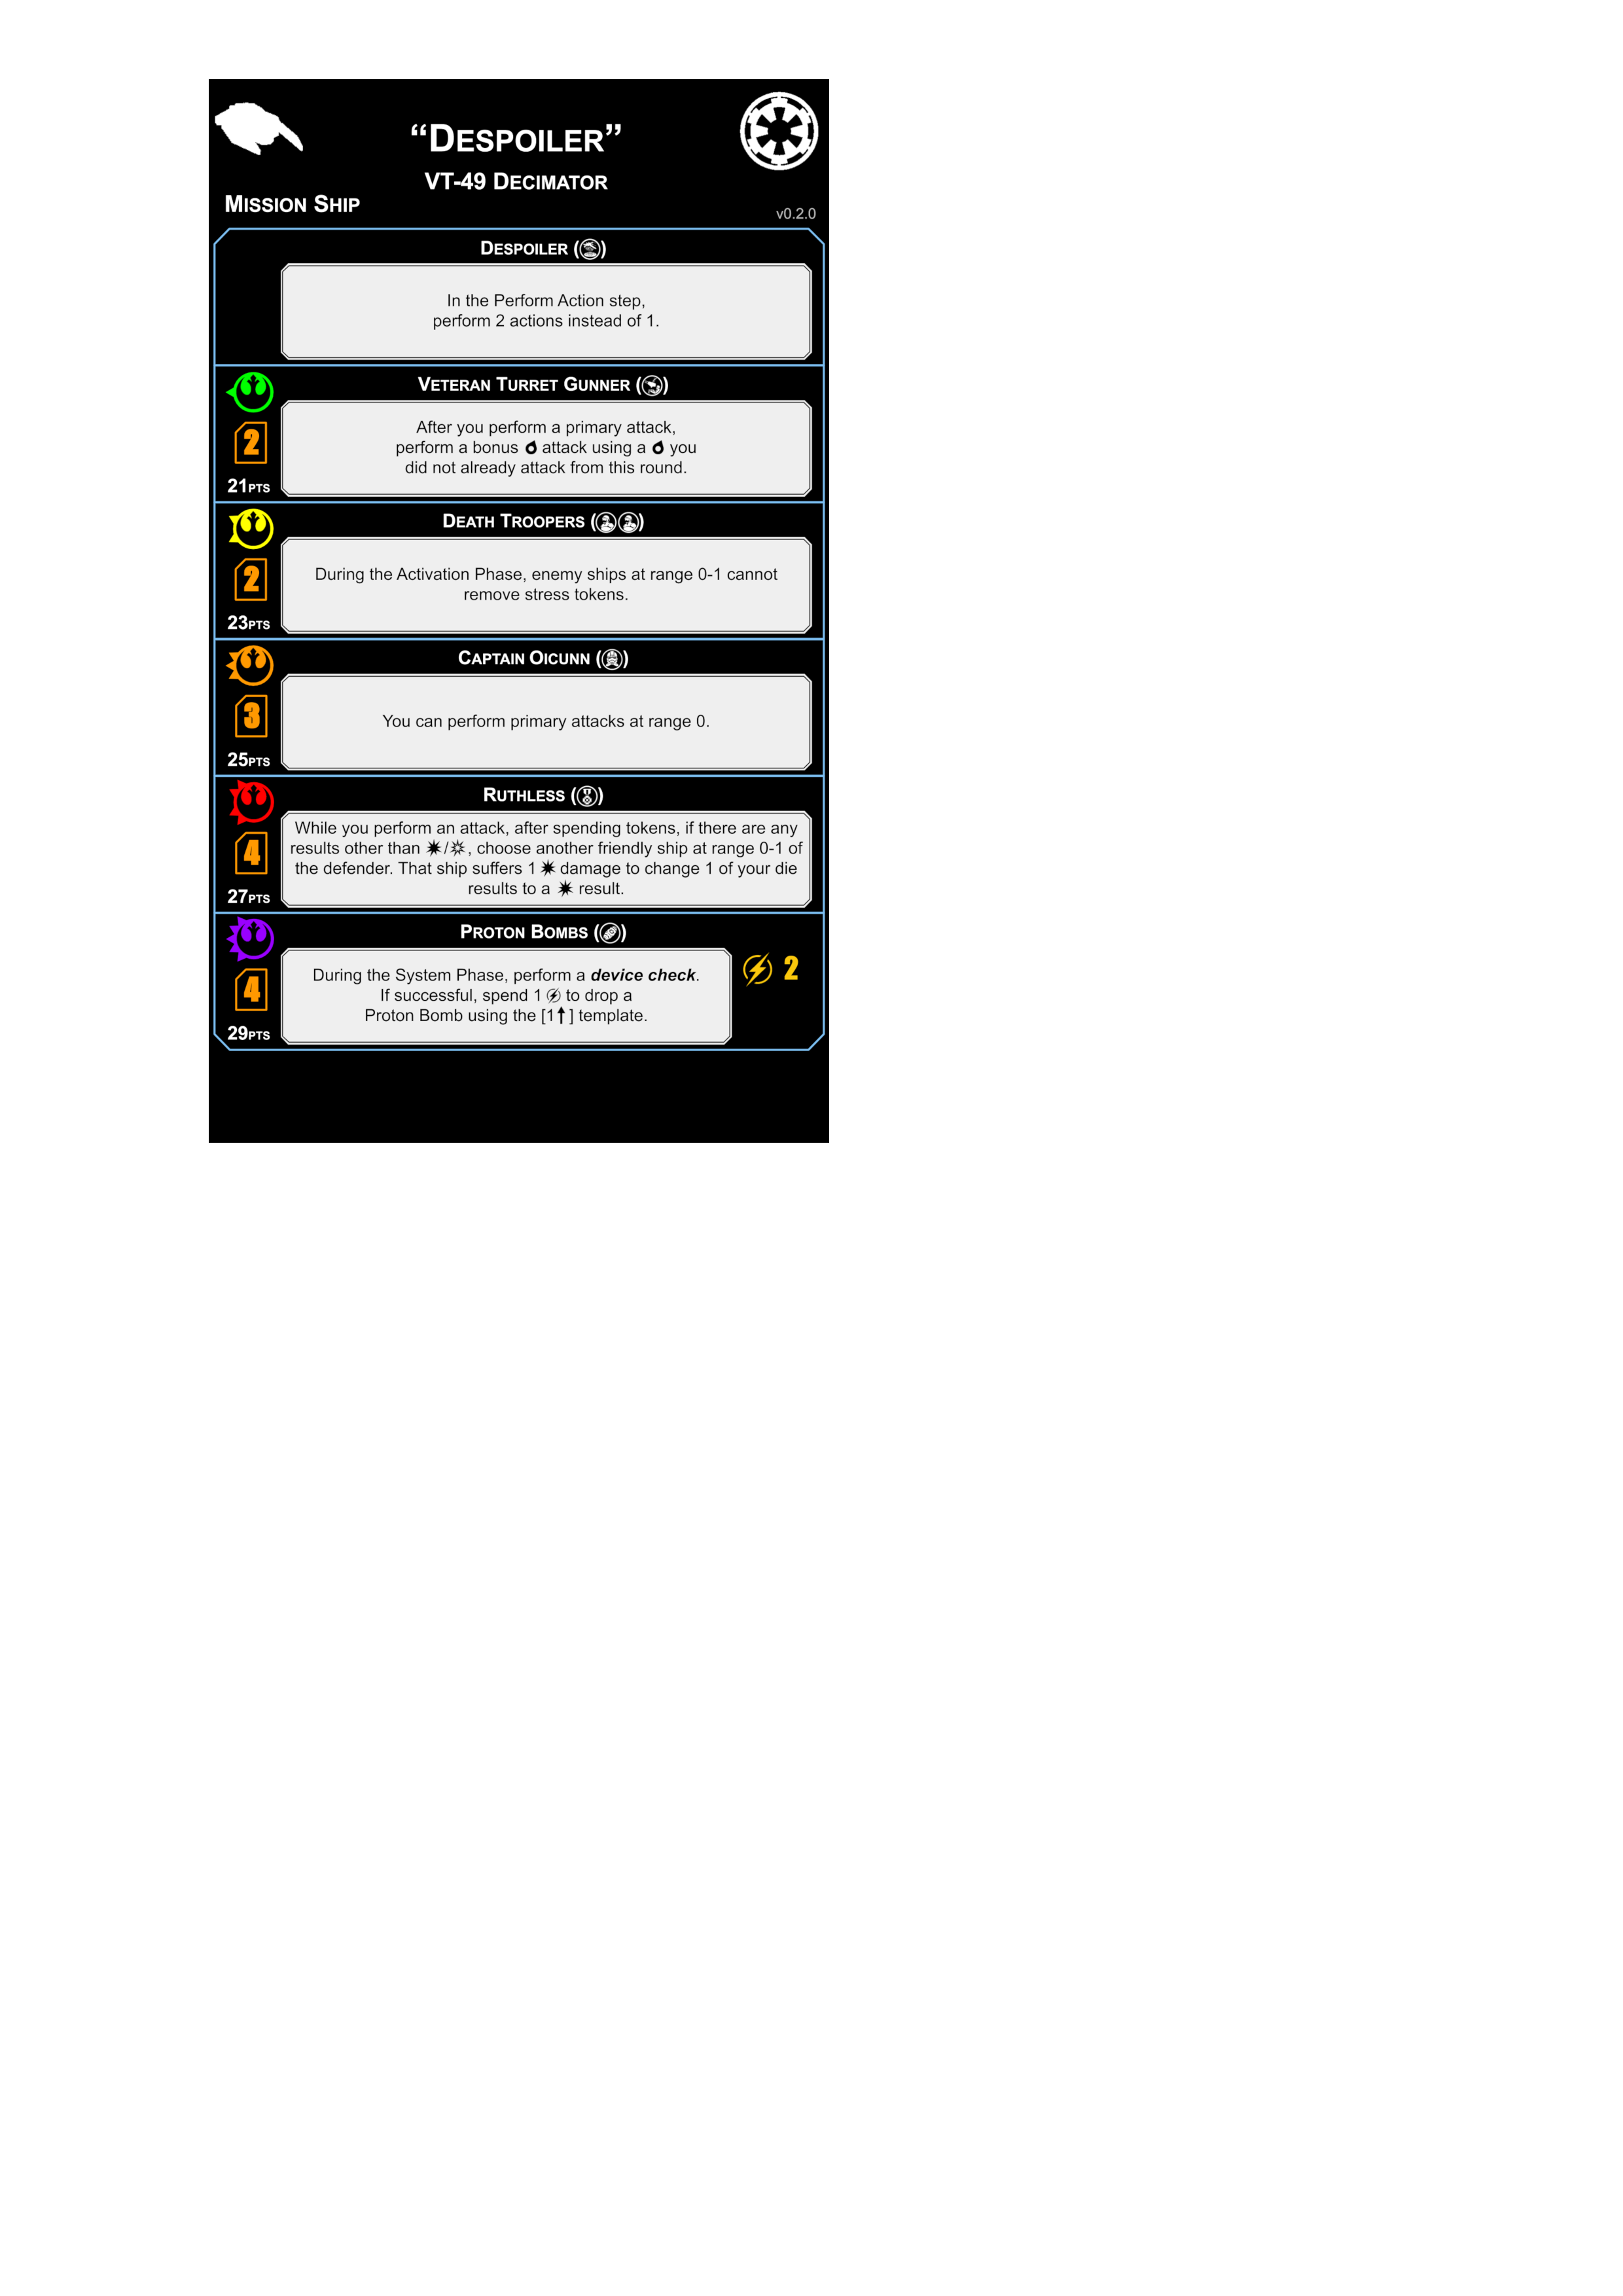 “Despoiler”
VT-49 Decimator
Mission Ship
v0.2.0
Despoiler ()
In the Perform Action step,
perform 2 actions instead of 1.
Veteran Turret Gunner ()
2
21pts
After you perform a primary attack,
perform a bonus attack using a you
did not already attack from this round.
Death Troopers ()
2
23pts
During the Activation Phase, enemy ships at range 0-1 cannot
remove stress tokens.
Captain Oicunn ()
3
25pts
You can perform primary attacks at range 0.
Ruthless ()
4
27pts
While you perform an attack, after spending tokens, if there are any
results other than /, choose another friendly ship at range 0-1 of
the defender. That ship suffers 1 damage to change 1 of your die
results to a result.
Proton Bombs ()
4
29pts
During the System Phase, perform a device check.
If successful, spend 1 to drop a
Proton Bomb using the [1↑] template.
2